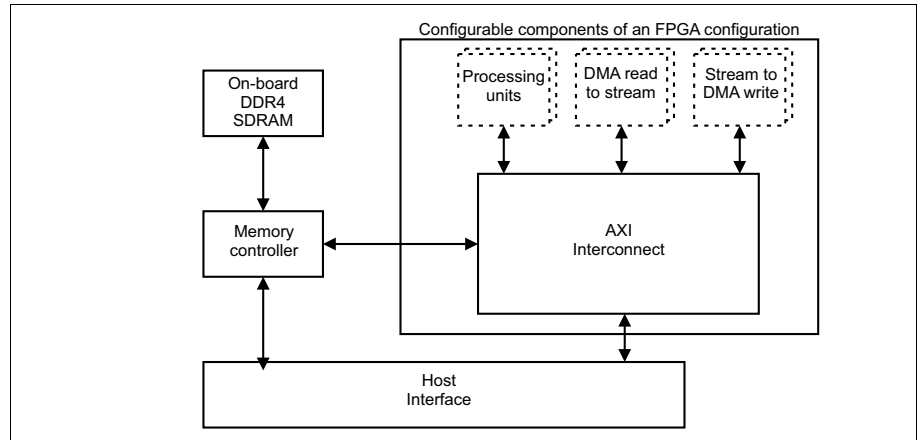 Configurable components of an FPGA configuration
Processing
units
DMA read
to stream
Stream to
DMA write
On-board
DDR4
SDRAM
Memory
controller
AXI
Interconnect
Host
Interface